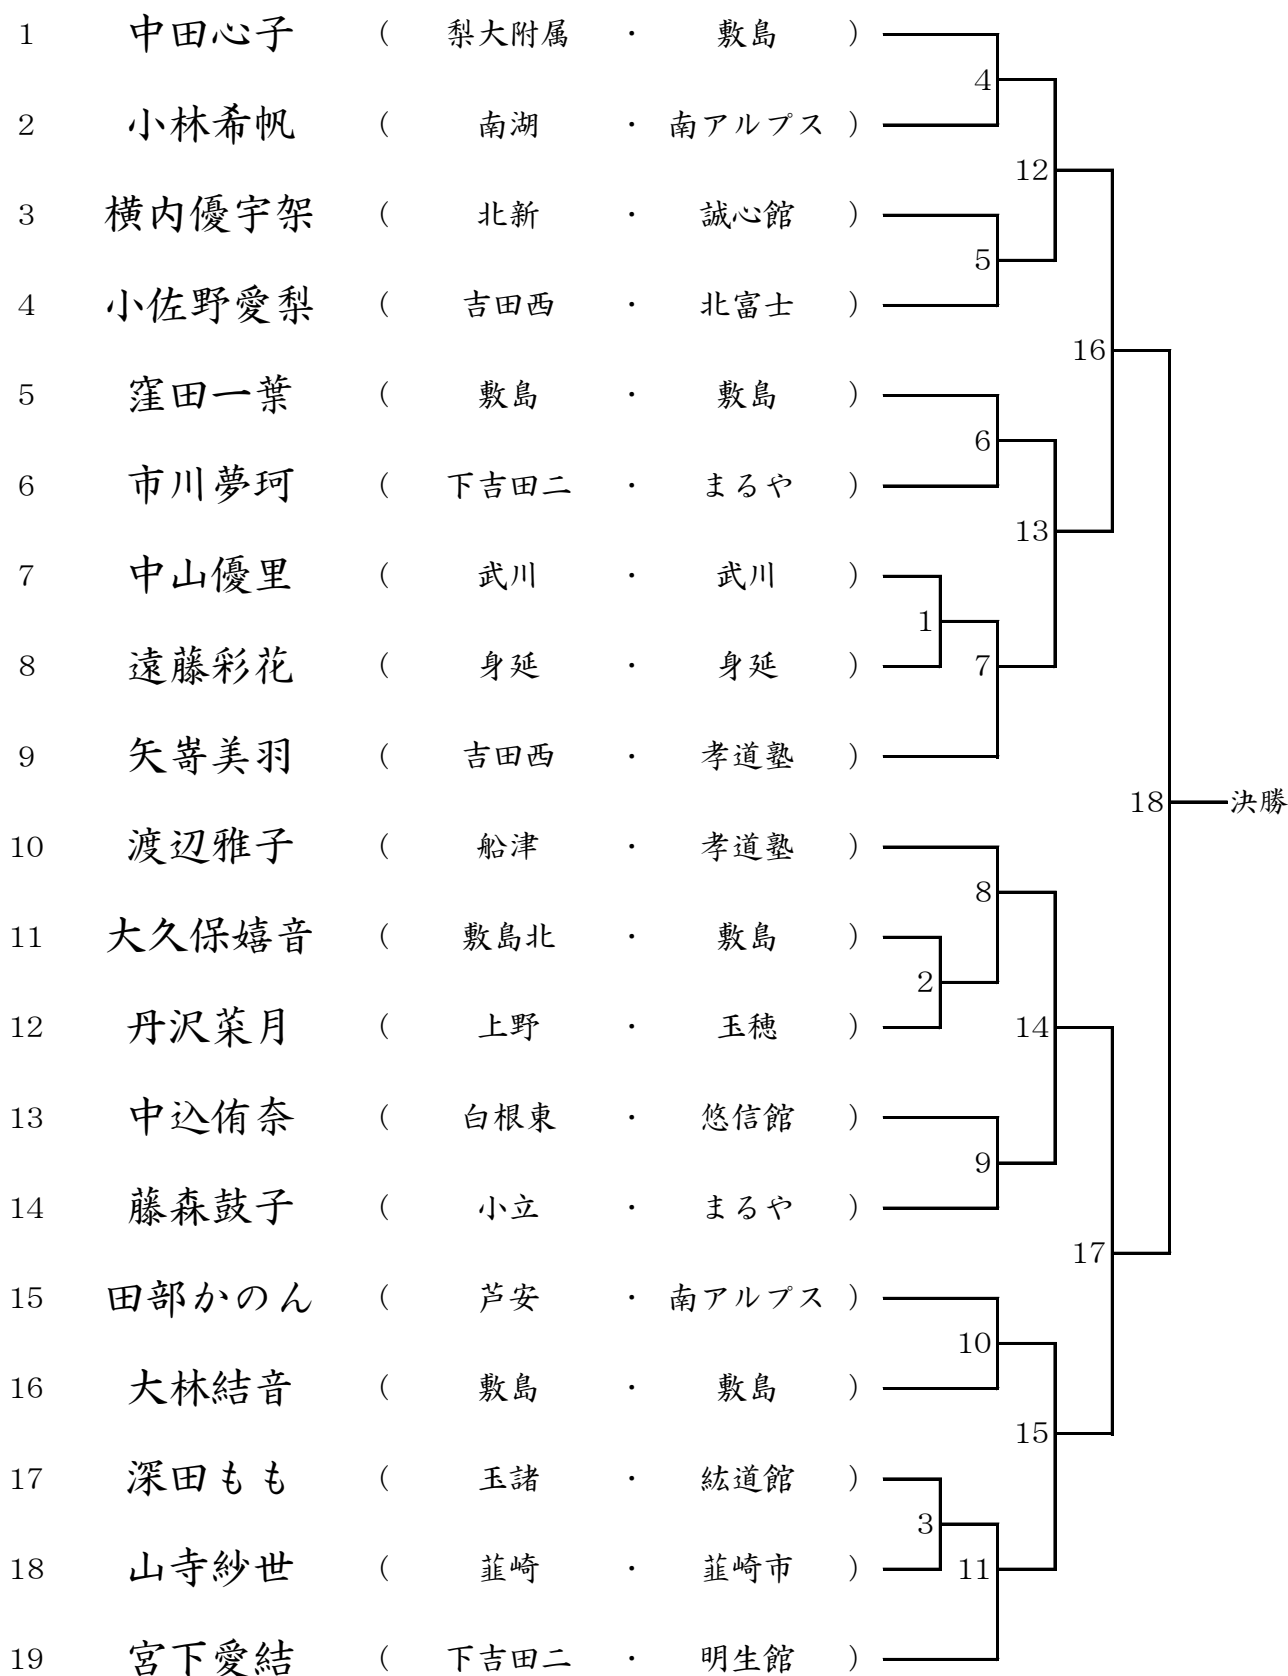 1 中田心子 ( 梨大附属 ・ 敷島 )
4
2 小林希帆 ( 南湖 ・ 南アルプス )
12
3 横内優宇架 ( 北新 ・ 誠心館 )
5
4 小佐野愛梨 ( 吉田西 ・ 北富士 )
16
5 窪田一葉 ( 敷島 ・ 敷島 )
6
6 市川夢珂 ( 下吉田二 ・ まるや )
13
7 中山優里 ( 武川 ・ 武川 )
1
8 遠藤彩花 ( 身延 ・ 身延 )
7
9 矢嵜美羽 ( 吉田西 ・ 孝道塾 )
18 決勝
10 渡辺雅子 ( 船津 ・ 孝道塾 )
8
11 大久保嬉音 ( 敷島北 ・ 敷島 )
2
12 丹沢菜月 ( 上野 ・ 玉穂 )
14
13 中込侑奈 ( 白根東 ・ 悠信館 )
9
14 藤森鼓子 ( 小立 ・ まるや )
17
15 田部かのん ( 芦安 ・ 南アルプス )
10
16 大林結音 ( 敷島 ・ 敷島 )
15
17 深田もも ( 玉諸 ・ 紘道館 )
3
18 山寺紗世 ( 韮崎 ・ 韮崎市 )
11
19 宮下愛結 ( 下吉田二 ・ 明生館 )